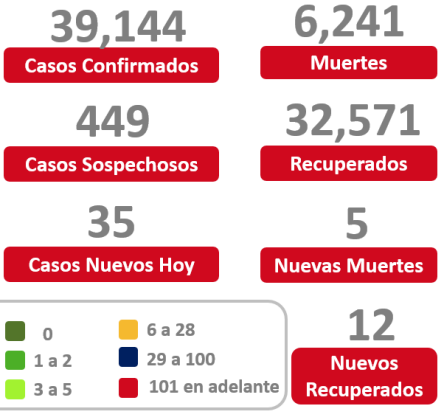 39,144
Casos Confirmados
6,241
Muertes
449
Casos Sospechosos
32,571
Recuperados
35
Casos Nuevos Hoy
5
Nuevas Muertes
0
1 a 2
3 a 5
6 a 28
29 a 100
101 en adelante
12
Nuevos
Recuperados